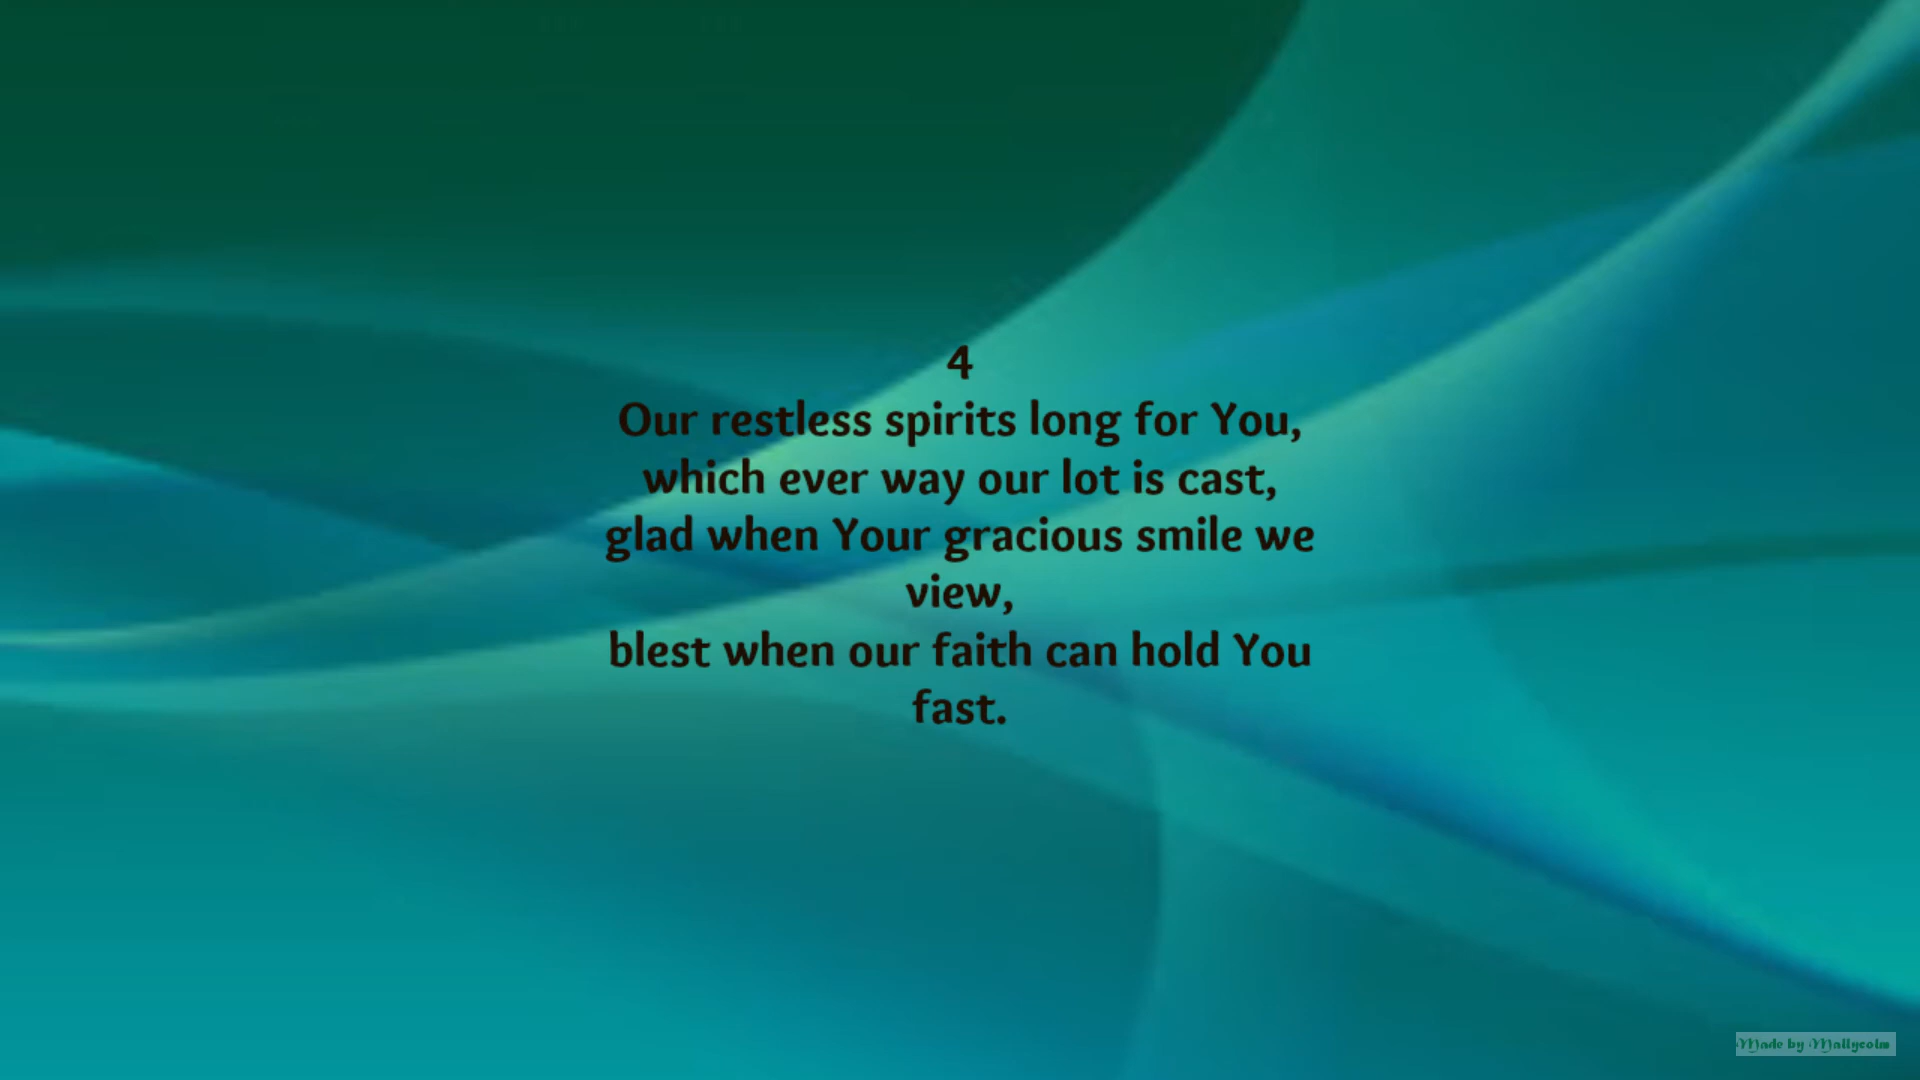 4
Our restless spirits long for You,
which ever way our lot is cast,
glad when Your gracious smile we
view,
blest when our faith can hold You
fast.
Made by Mallycolm